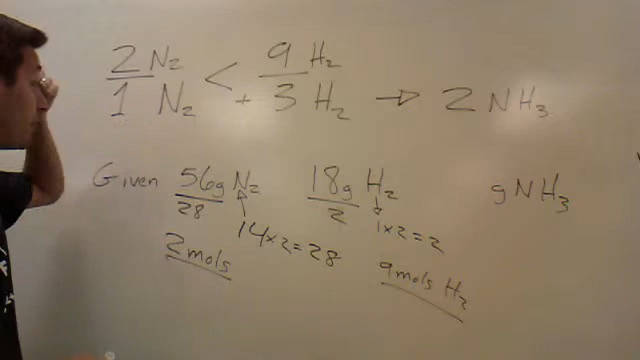 2 N₂ < 9 H₂
1 N₂ + 3 H₂ → 2 NH₃
Given 56g N₂ 18g H₂ g NH₃
28 2
14×2=28 1×2=2
2 mols 9 mols H₂